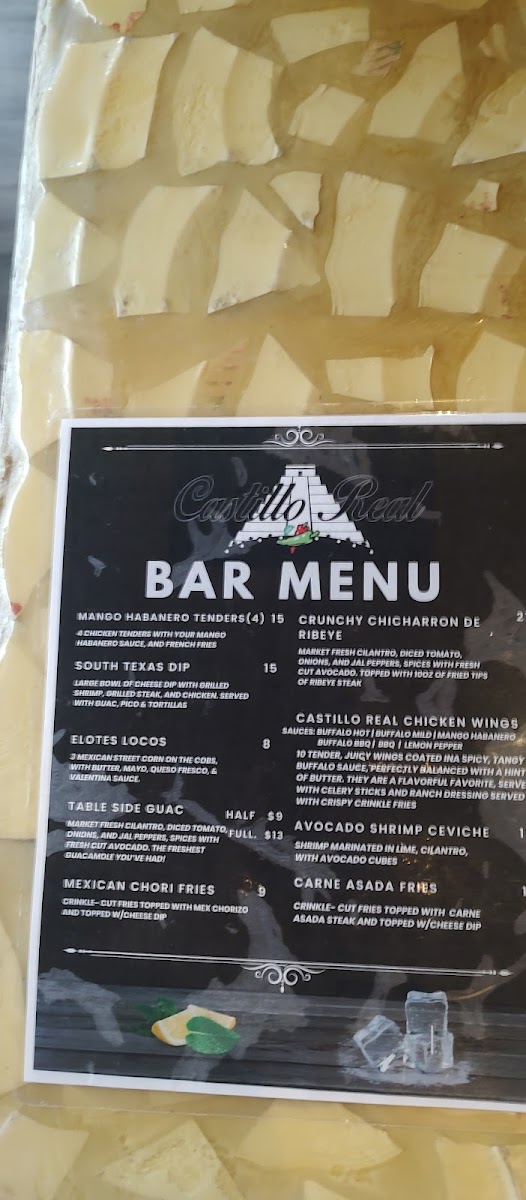 Castillo Real
BAR MENU
MANGO HABANERO TENDERS(4) 15
4 CHICKEN TENDERS WITH YOUR MANGO
HABANERO SAUCE, AND FRENCH FRIES
SOUTH TEXAS DIP 15
LARGE BOWL OF CHEESE DIP WITH GRILLED
SHRIMP, GRILLED STEAK, AND CHICKEN. SERVED
WITH GUAC, PICO & TORTILLAS
ELOTES LOCOS 8
3 MEXICAN STREET CORN ON THE COBS,
WITH BUTTER, MAYO, QUESO FRESCO, &
VALENTINA SAUCE.
TABLE SIDE GUAC HALF $9
MARKET FRESH CILANTRO, DICED TOMATO, FULL. $13
ONIONS, AND JAL PEPPERS, SPICES WITH
FRESH CUT AVOCADO. THE FRESHEST
GUACAMOLE YOU'VE HAD!
MEXICAN CHORI FRIES 9
CRINKLE-CUT FRIES TOPPED WITH MEX CHORIZO
AND TOPPED W/CHEESE DIP
CRUNCHY CHICHARRON DE
RIBEYE
MARKET FRESH CILANTRO, DICED TOMATO,
ONIONS, AND JAL PEPPERS, SPICES WITH FRESH
CUT AVOCADO. TOPPED WITH 10OZ OF FRIED TIPS
OF RIBEYE STEAK
CASTILLO REAL CHICKEN WINGS
SAUCES: BUFFALO HOT | BUFFALO MILD | MANGO HABANERO
BUFFALO BBQ | BBQ | LEMON PEPPER
10 TENDER, JUICY WINGS COATED INA SPICY, TANGY
BUFFALO SAUCE, PERFECTLY BALANCED WITH A HINT
OF BUTTER. THEY ARE A FLAVORFUL FAVORITE, SERVE
WITH CELERY STICKS AND RANCH DRESSING SERVED
WITH CRISPY CRINKLE FRIES
AVOCADO SHRIMP CEVICHE
SHRIMP MARINATED IN LIME, CILANTRO,
WITH AVOCADO CUBES
CARNE ASADA FRIES
CRINKLE- CUT FRIES TOPPED WITH CARNE
ASADA STEAK AND TOPPED W/CHEESE DIP